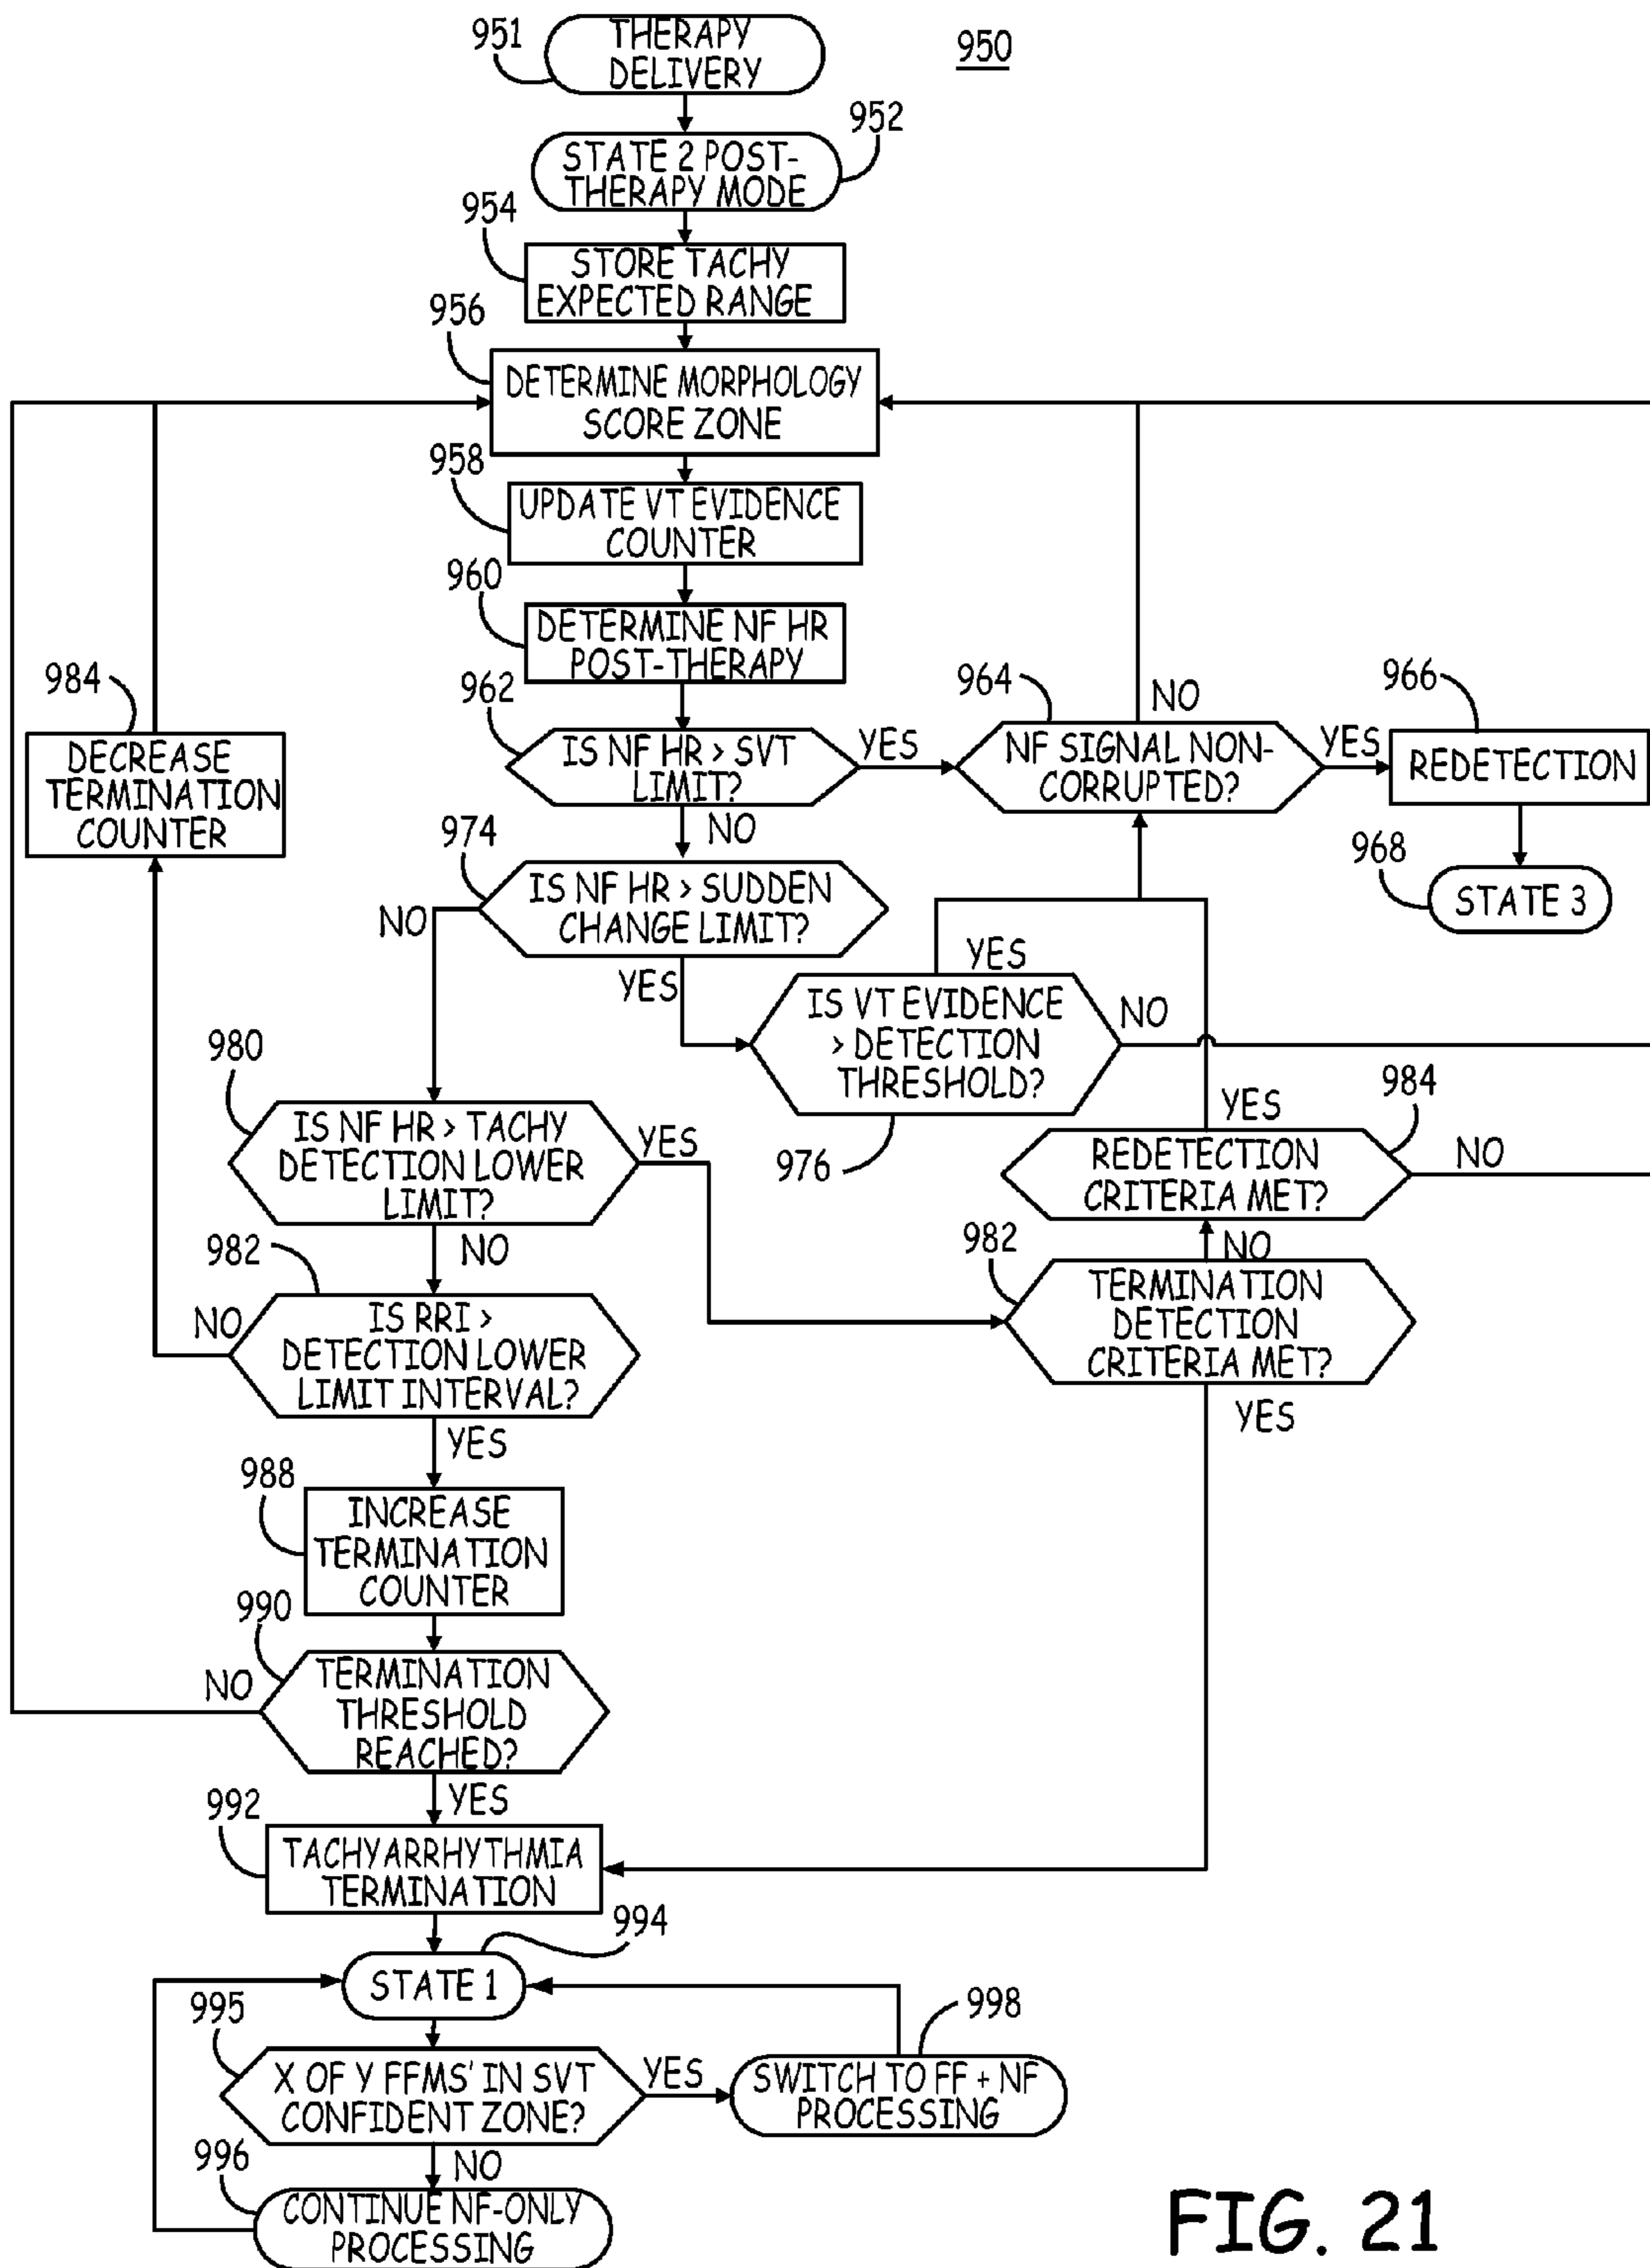 951
THERAPY
DELIVERY
950
952
STATE 2 POST-
THERAPY MODE
954
STORE TACHY
EXPECTED RANGE
956
DETERMINE MORPHOLOGY
SCORE ZONE
958
UPDATE VT EVIDENCE
COUNTER
960
DETERMINE NF HR
POST-THERAPY
984
DECREASE
TERMINATION
COUNTER
962
IS NF HR > SVT
LIMIT?
YES
NO
964
NO
NF SIGNAL NON-
CORRUPTED?
YES
966
REDETECTION
968
STATE 3
974
IS NF HR > SUDDEN
CHANGE LIMIT?
NO
YES
YES
IS VT EVIDENCE
> DETECTION
THRESHOLD?
NO
976
980
IS NF HR > TACHY
DETECTION LOWER
LIMIT?
YES
NO
984
YES
REDETECTION
CRITERIA MET?
NO
982
NO
TERMINATION
DETECTION
CRITERIA MET?
YES
982
NO
IS RRI >
DETECTION LOWER
LIMIT INTERVAL?
YES
988
INCREASE
TERMINATION
COUNTER
990
NO
TERMINATION
THRESHOLD
REACHED?
YES
992
TACHYARRHYTHMIA
TERMINATION
994
STATE 1
995
X OF Y FFMS' IN SVT
CONFIDENT ZONE?
YES
998
SWITCH TO FF + NF
PROCESSING
NO
996
CONTINUE NF-ONLY
PROCESSING
FIG. 21